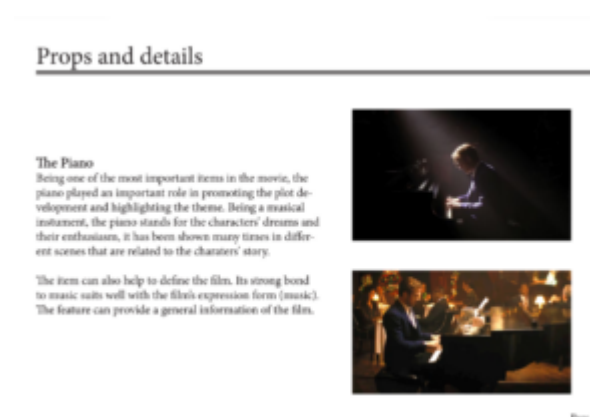 Props and details
The Piano
Being one of the most important items in the movie, the
piano played an important role in promoting the plot de-
velopment and highlighting the theme. Being a musical
instument, the piano stands for the characters' dreams and
their enthusiasm, it has been shown many times in differ-
ent scenes that are related to the charaters' story.
The item can also help to define the film. Its strong bond
to music suits well with the film's expression form (music).
The feature can provide a general information of the film.